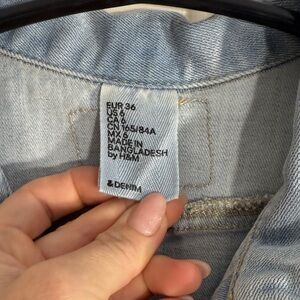 EUR 36
US 6
CA 6
CN 165/84A
MX 6
MADE IN
BANGLADESH
by H&M
&DENIM